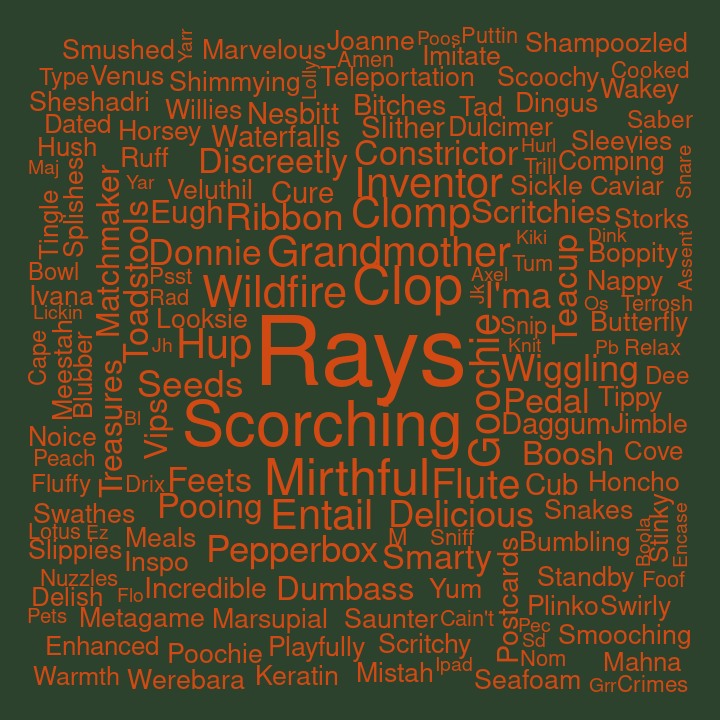 Smushed Yarr Marvelous Joanne Poos Puttin Shampoozled
Amen Imitate
Type Venus Shimmying Lolly Teleportation Scoochy Cooked
Wakey
Sheshadri Willies Nesbitt Bitches Tad Dingus
Saber
Dated Horsey Waterfalls Slither Dulcimer Sleevies
Hush Ruff Discreetly Constrictor Hurl
Trill Comping Snare
Maj Splishes Matchmaker Yar Veluthil Cure Inventor Sickle Caviar
Tingle Toadstools Eugh Ribbon Clomp Scritchies Storks
Kiki Dink Assent
Donnie Grandmother Tum Teacup Boppity
Bowl Psst Axel Nappy
Ivana Rad Wildfire Clop Jk I'ma Os Terrosh
Lickin Looksie Snip Butterfly
Cape Meestah Blubber Jh Hup Rays Goochie Knit Pb Relax
Treasures Seeds Wiggling Dee
Pedal Tippy
Bl Vips Scorching Daggum Jimble
Noice Boosh Cove
Peach
Fluffy Drix Feets Mirthful Flute Cub Honcho
Swathes Pooing Entail Delicious Snakes Stinky
Lotus Ez Meals M Sniff Boola Encase
Slippies Pepperbox Smarty Postcards Bumbling
Inspo
Nuzzles Standby Foof
Delish Flo Incredible Dumbass Yum
Plinko Swirly
Pets Metagame Marsupial Saunter Cain't
Pec
Enhanced Poochie Playfully Scritchy Sd Smooching
Nom Mahna
Warmth Werebara Keratin Mistah Ipad Seafoam Grr Crimes